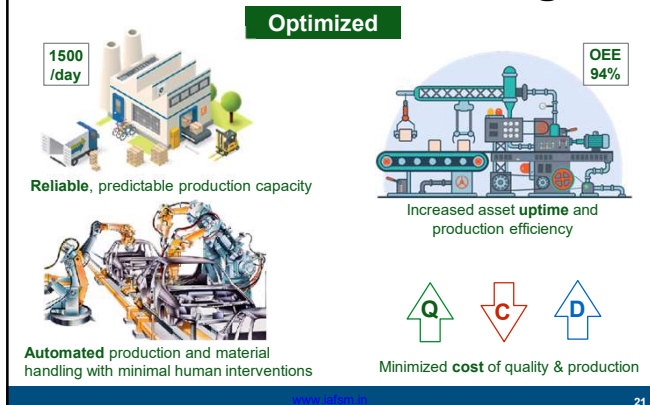 Optimized
1500
/day
OEE
94%
Reliable, predictable production capacity
Increased asset uptime and
production efficiency
Q
C
D
Automated production and material
handling with minimal human interventions
Minimized cost of quality & production
www.iafsm.in
21